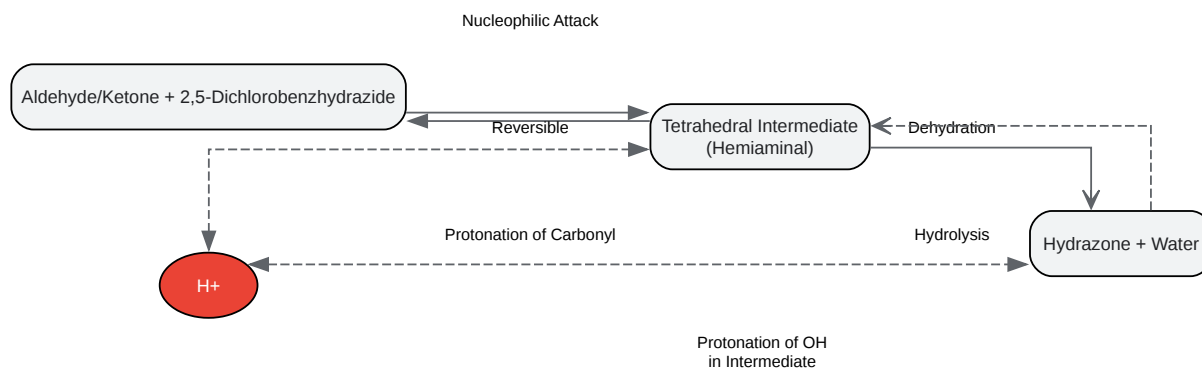 Nucleophilic Attack
Aldehyde/Ketone + 2,5-Dichlorobenzhydrazide
Reversible
Tetrahedral Intermediate
(Hemiaminal)
Dehydration
Protonation of Carbonyl
Hydrolysis
Hydrazone + Water
H+
Protonation of OH
in Intermediate